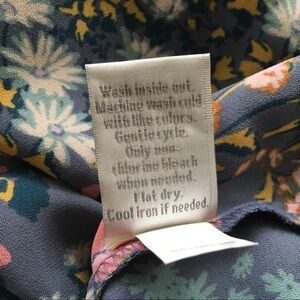 Wash inside out.
Machine wash cold
with like colors.
Gentle cycle.
Only non-
chlorine bleach
when needed.
Flat dry.
Cool iron if needed.